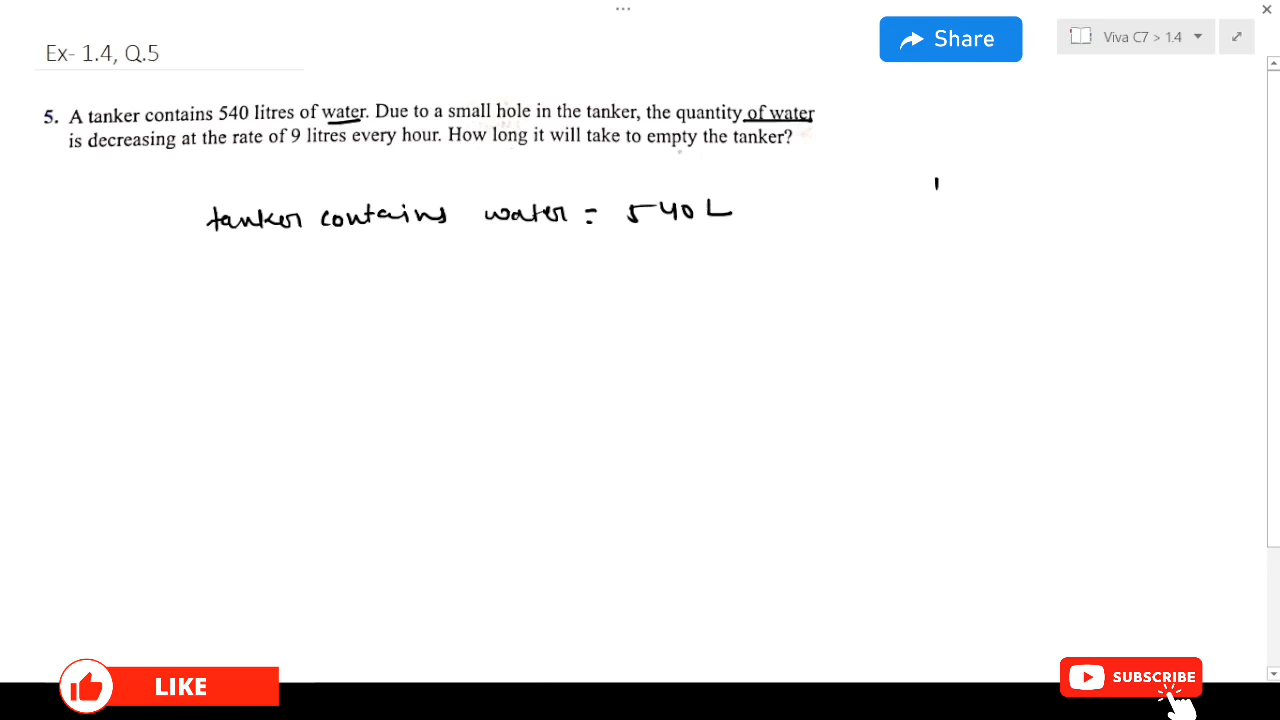 ...
Ex- 1.4, Q.5
Share
Viva C7 > 1.4
5. A tanker contains 540 litres of water. Due to a small hole in the tanker, the quantity of water
is decreasing at the rate of 9 litres every hour. How long it will take to empty the tanker?
tanker contains water = 540 L
LIKE
SUBSCRIBE